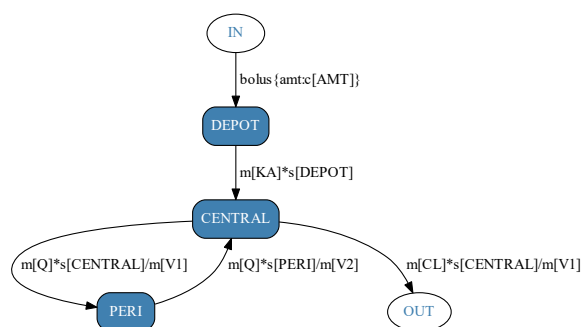 IN
bolus{amt:c[AMT]}
DEPOT
m[KA]*s[DEPOT]
CENTRAL
m[Q]*s[CENTRAL]/m[V1]
m[Q]*s[PERI]/m[V2]
m[CL]*s[CENTRAL]/m[V1]
PERI
OUT